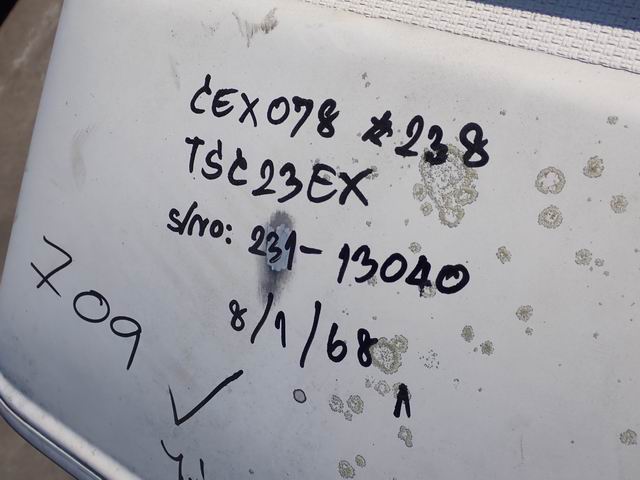 CEX078 *238
TSC23EX
S/no: 231-13040
8/1/68
709